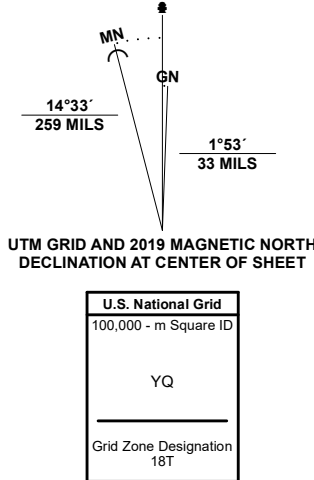 MN
GN
14°33´
259 MILS
1°53´
33 MILS
UTM GRID AND 2019 MAGNETIC NORTH
DECLINATION AT CENTER OF SHEET
U.S. National Grid
100,000 - m Square ID
YQ
Grid Zone Designation
18T